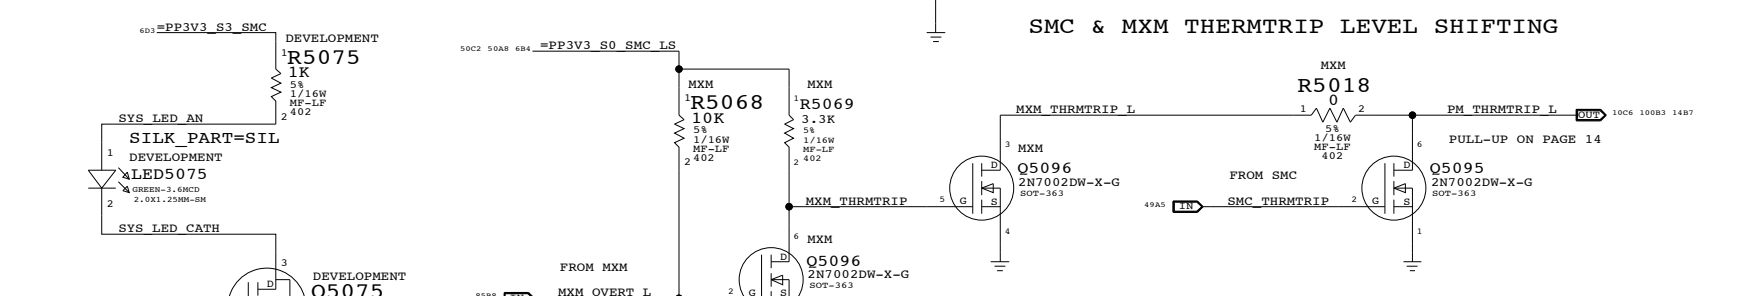 SMC & MXM THERMTRIP LEVEL SHIFTING
6D3 =PP3V3_S3_SMC
DEVELOPMENT
1
R5075
1K
5%
1/16W
MF-LF
402
2
SYS_LED_AN
SILK_PART=SIL
1
DEVELOPMENT
LED5075
GREEN-3.6MCD
2.0X1.25MM-SM
2
SYS_LED_CATH
3
DEVELOPMENT
Q5075
D
50C2 50A8 6B4 =PP3V3_S0_SMC_LS
MXM
1
R5068
10K
5%
1/16W
MF-LF
402
2
MXM
1
R5069
3.3K
5%
1/16W
MF-LF
402
2
MXM_THRMTRIP
5
6
MXM
Q5096
2N7002DW-X-G
SOT-363
D
2
G
S
FROM MXM
MXM_OVERT_L
MXM_THRMTRIP_L
3
MXM
Q5096
2N7002DW-X-G
SOT-363
D
G
S
4
MXM
R5018
0
1
2
5%
1/16W
MF-LF
402
PM_THRMTRIP_L
OUT
10C6 100B3 14B7
PULL-UP ON PAGE 14
6
Q5095
2N7002DW-X-G
SOT-363
D
G
S
1
FROM SMC
49A5
IN
SMC_THRMTRIP
2